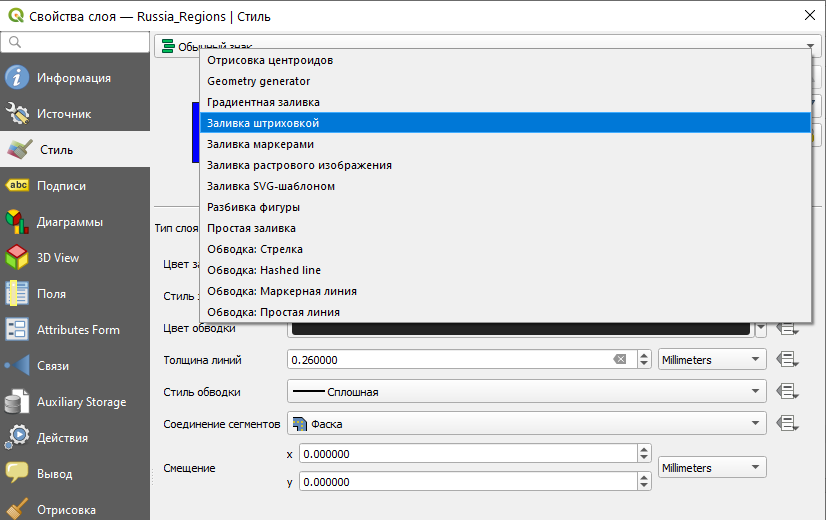 Свойства слоя — Russia_Regions | Стиль
Обычный знак
Информация
Источник
Стиль
Подписи
Диаграммы
3D View
Поля
Attributes Form
Связи
Auxiliary Storage
Действия
Вывод
Отрисовка
abc
Отрисовка центроидов
Geometry generator
Градиентная заливка
Заливка штриховкой
Заливка маркерами
Заливка растрового изображения
Заливка SVG-шаблоном
Разбивка фигуры
Простая заливка
Обводка: Стрелка
Обводка: Hashed line
Обводка: Маркерная линия
Обводка: Простая линия
Тип слоя
Цвет за
Стиль
Цвет обводки
Толщина линий 0.260000 Millimeters
Стиль обводки Сплошная
Соединение сегментов Фаска
Смещение x 0.000000 Millimeters
y 0.000000